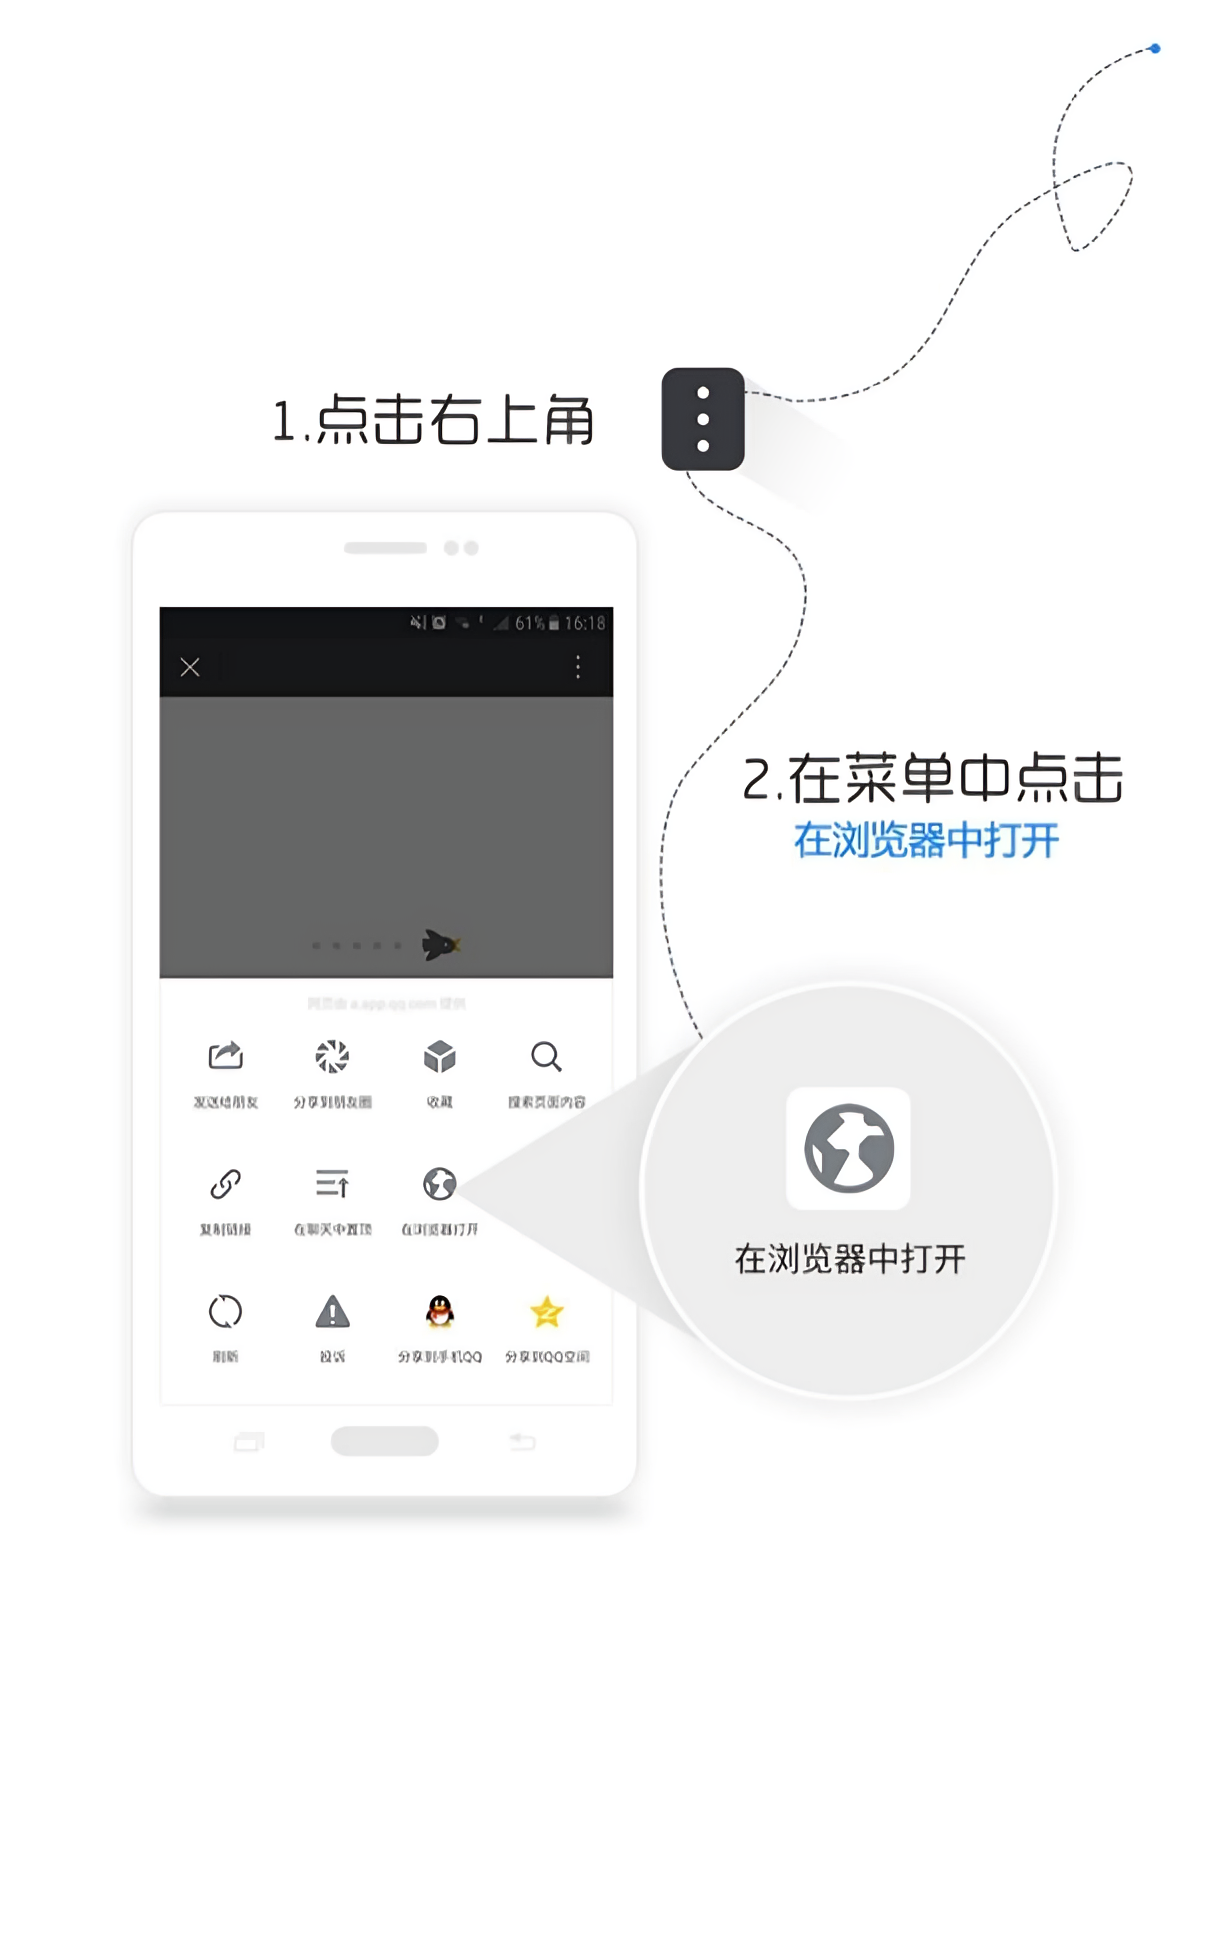 1.点击右上角
61% 16:18
2.在菜单中点击
在浏览器中打开
网页由 a.app.qq.com 提供
发送给朋友
分享到朋友圈
收藏
搜索页面内容
复制链接
在聊天中置顶
在浏览器打开
在浏览器中打开
刷新
投诉
分享到手机QQ
分享到QQ空间